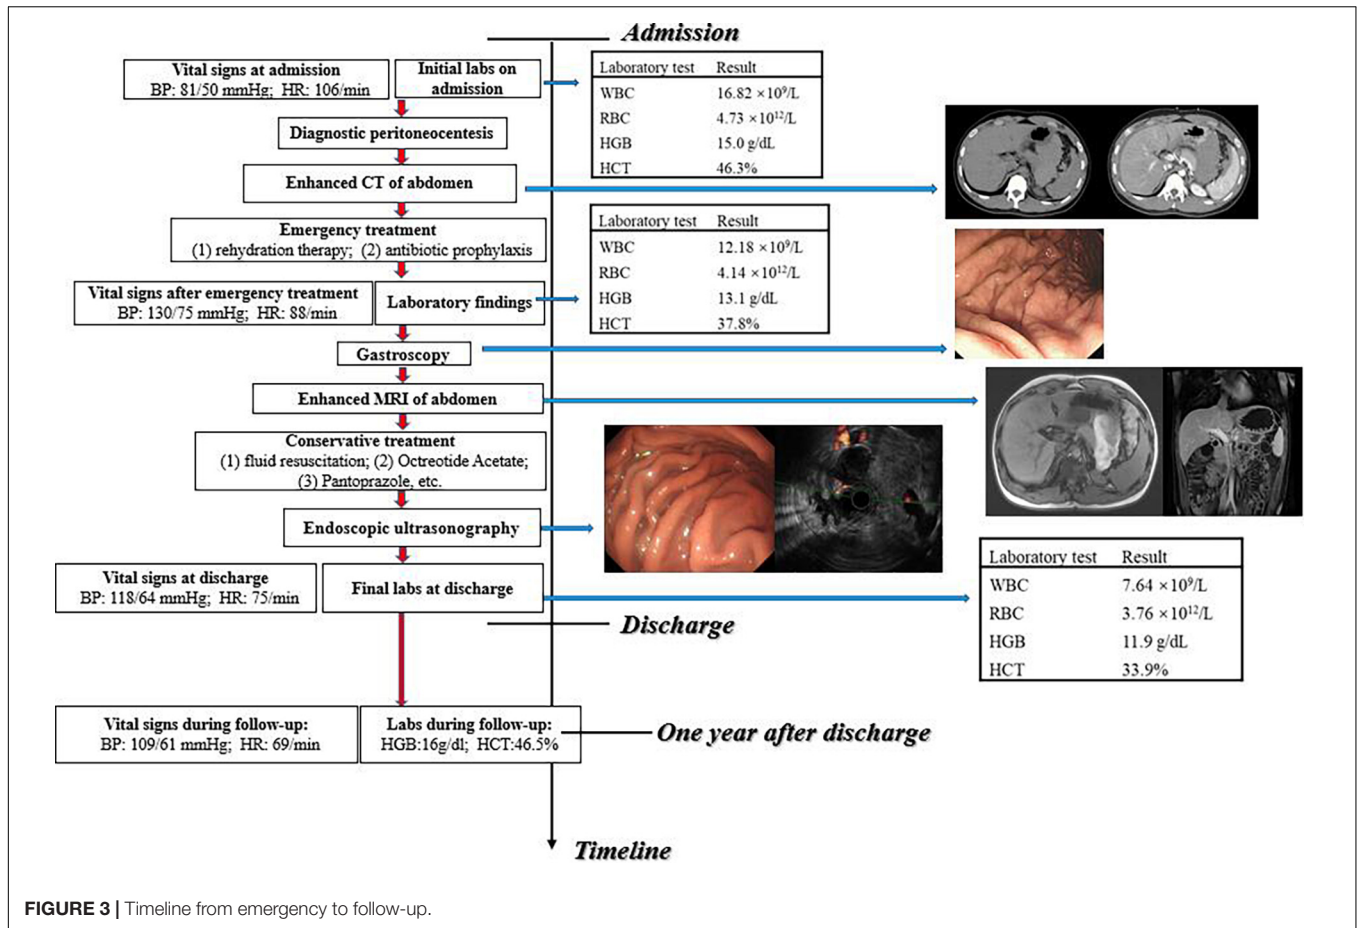 Admission
Vital signs at admission
BP: 81/50 mmHg; HR: 106/min
Initial labs on
admission
Laboratory test Result
WBC 16.82 ×10⁹/L
RBC 4.73 ×10¹²/L
HGB 15.0 g/dL
HCT 46.3%
Diagnostic peritoneocentesis
Enhanced CT of abdomen
Emergency treatment
(1) rehydration therapy; (2) antibiotic prophylaxis
Vital signs after emergency treatment
BP: 130/75 mmHg; HR: 88/min
Laboratory findings
Laboratory test Result
WBC 12.18 ×10⁹/L
RBC 4.14 ×10¹²/L
HGB 13.1 g/dL
HCT 37.8%
Gastroscopy
Enhanced MRI of abdomen
Conservative treatment
(1) fluid resuscitation; (2) Octreotide Acetate;
(3) Pantoprazole, etc.
Endoscopic ultrasonography
Vital signs at discharge
BP: 118/64 mmHg; HR: 75/min
Final labs at discharge
Laboratory test Result
WBC 7.64 ×10⁹/L
RBC 3.76 ×10¹²/L
HGB 11.9 g/dL
HCT 33.9%
Discharge
Vital signs during follow-up:
BP: 109/61 mmHg; HR: 69/min
Labs during follow-up:
HGB:16g/dl; HCT:46.5%
One year after discharge
Timeline
FIGURE 3 | Timeline from emergency to follow-up.